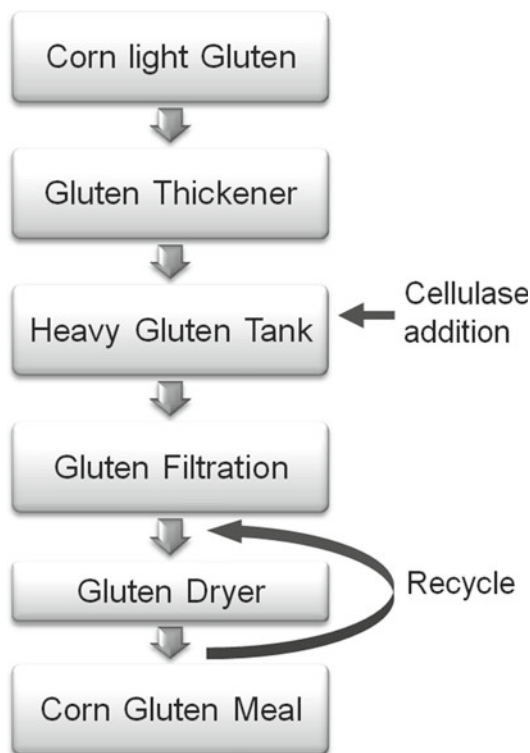 Corn light Gluten
Gluten Thickener
Heavy Gluten Tank
Cellulase
addition
Gluten Filtration
Gluten Dryer
Recycle
Corn Gluten Meal